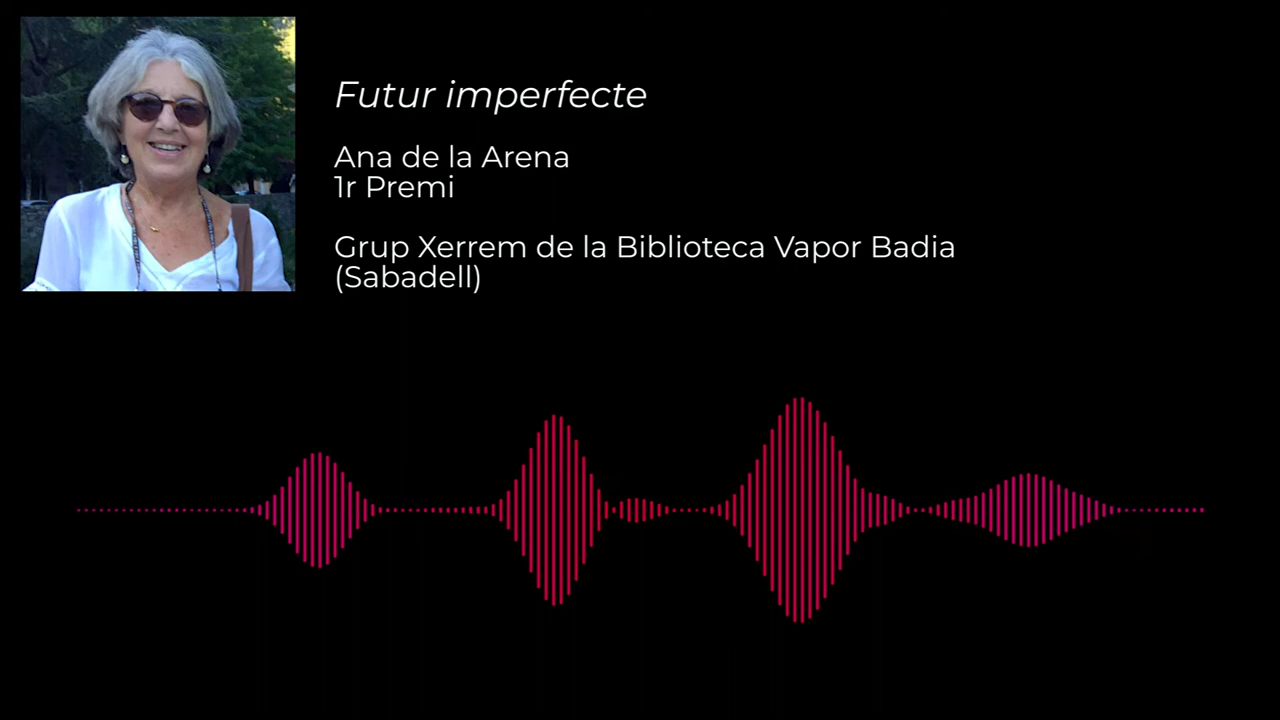 Futur imperfecte
Ana de la Arena
1r Premi
Grup Xerrem de la Biblioteca Vapor Badia
(Sabadell)